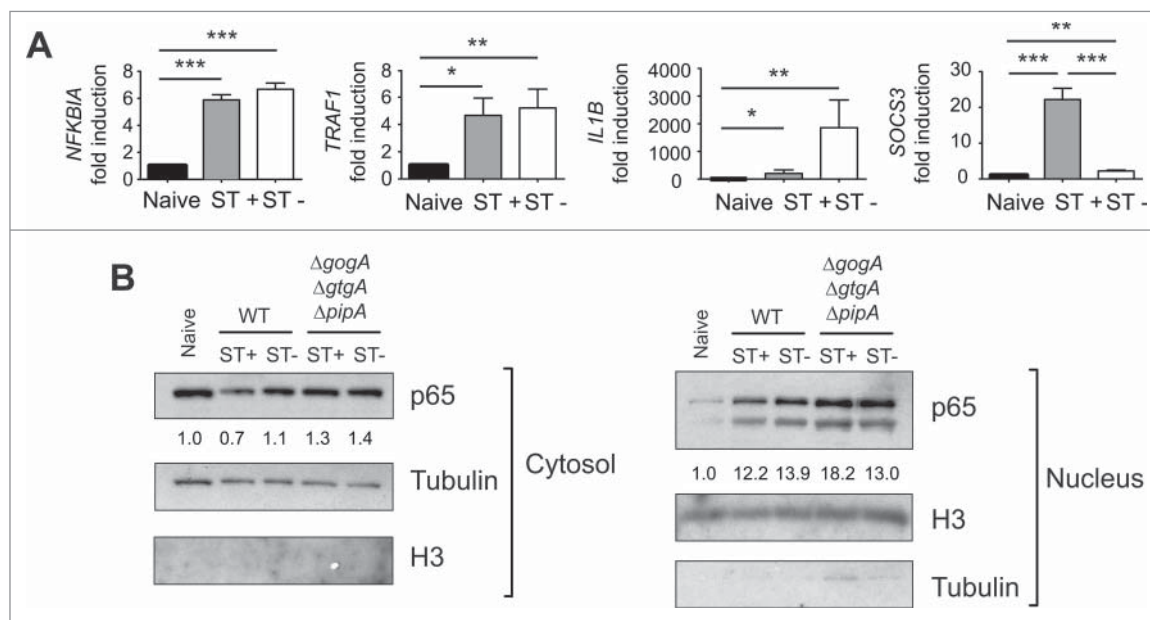 A
***
***
NFKBIA
fold induction
8
6
4
2
0
Naive ST + ST -
**
*
TRAF1
fold induction
8
6
4
2
0
Naive ST + ST -
**
*
IL1B
fold induction
4000
3000
2000
1000
0
Naive ST + ST -
**
*** ***
SOCS3
fold induction
30
20
10
0
Naive ST + ST -
B
Naive
WT
ΔgogA
ΔgtgA
ΔpipA
ST+ ST- ST+ ST-
p65
1.0 0.7 1.1 1.3 1.4
Tubulin
H3
Cytosol
Naive
WT
ΔgogA
ΔgtgA
ΔpipA
ST+ ST- ST+ ST-
p65
1.0 12.2 13.9 18.2 13.0
H3
Tubulin
Nucleus